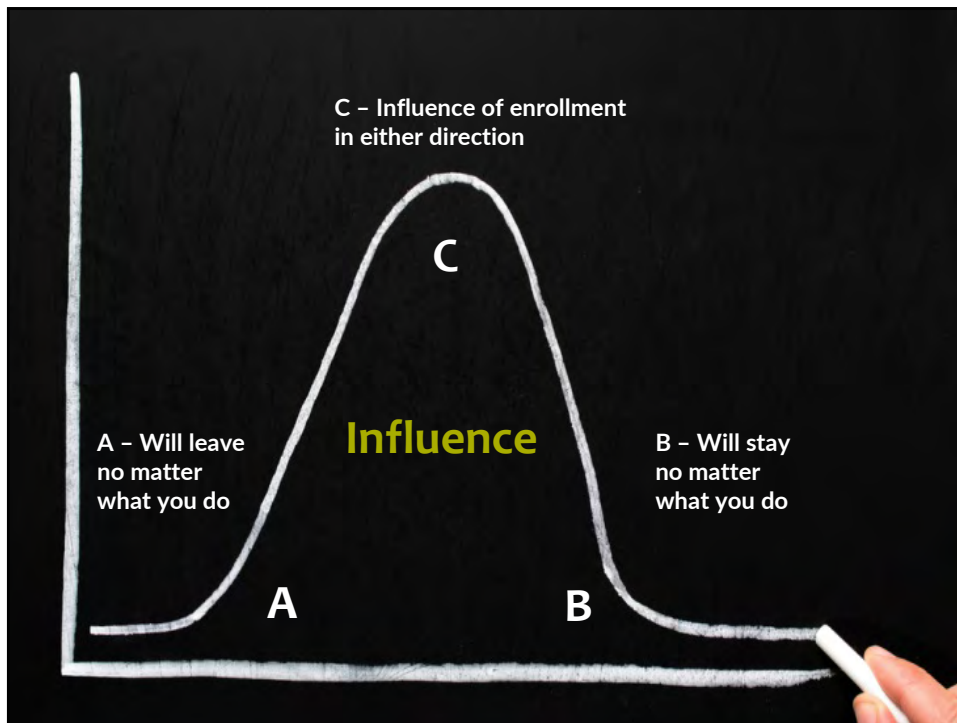 C – Influence of enrollment
in either direction
C
Influence
A – Will leave
no matter
what you do
B – Will stay
no matter
what you do
A
B